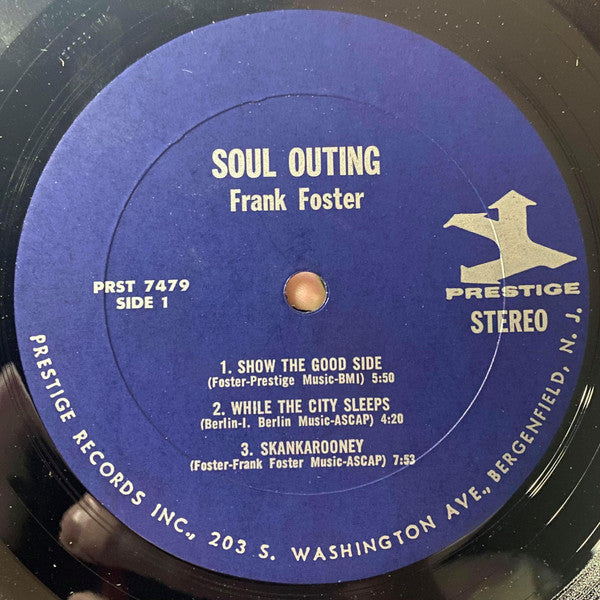 SOUL OUTING
Frank Foster
PRST 7479
SIDE 1
PRESTIGE
STEREO
1. SHOW THE GOOD SIDE
(Foster-Prestige Music-BMI) 5:50
2. WHILE THE CITY SLEEPS
(Berlin-I. Berlin Music-ASCAP) 4:20
3. SKANKAROONEY
(Foster-Frank Foster Music-ASCAP) 7:53
PRESTIGE RECORDS INC., 203 S. WASHINGTON AVE., BERGENFIELD, N. J.